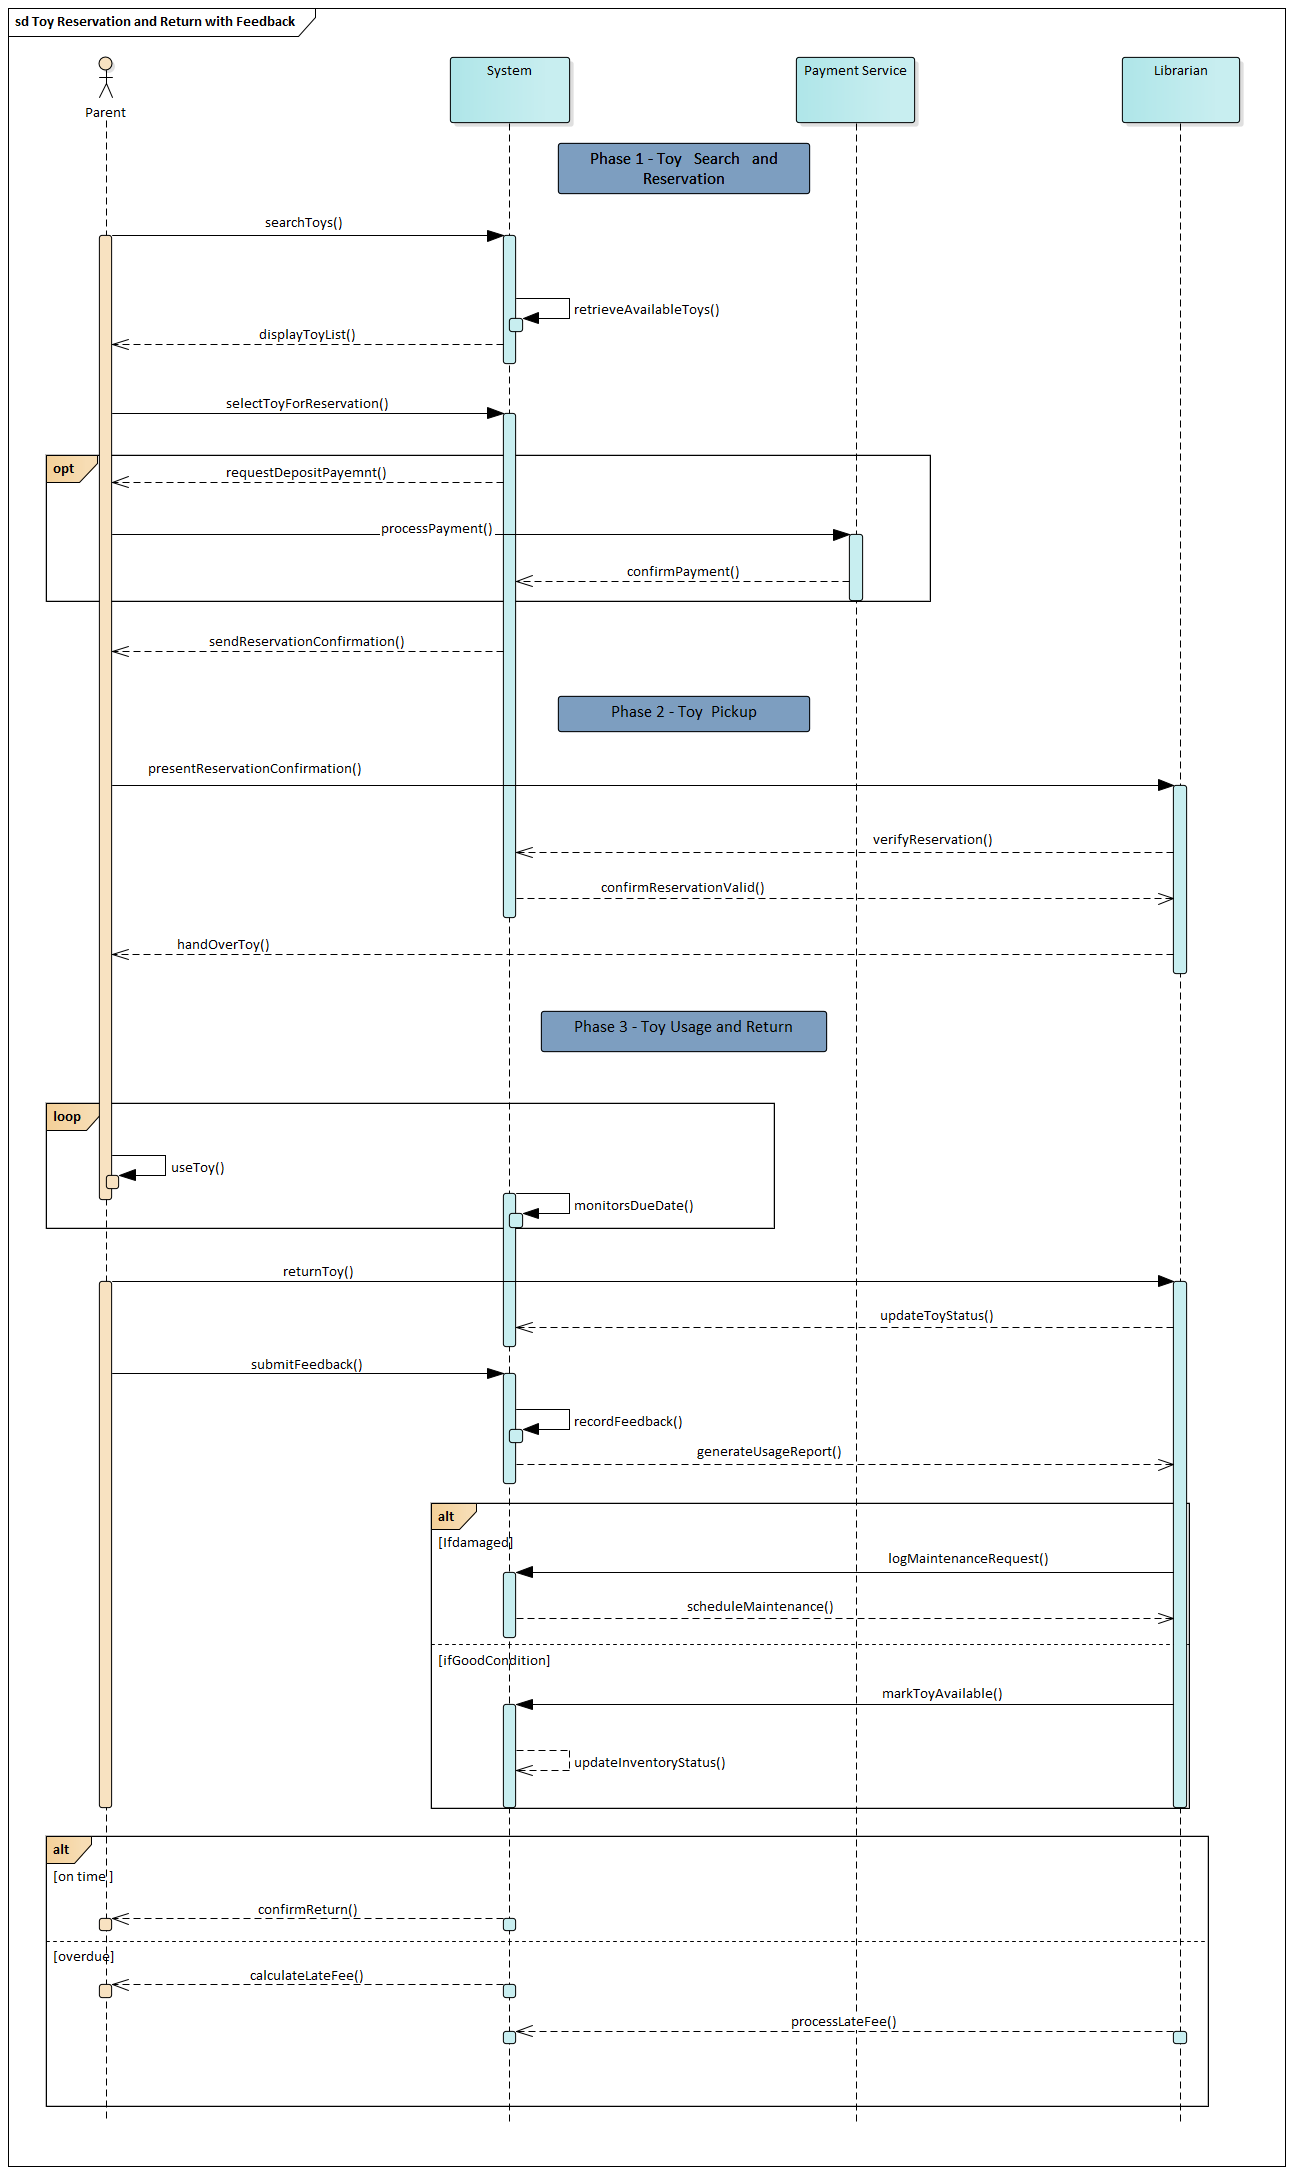 sd Toy Reservation and Return with Feedback
Parent
System
Payment Service
Librarian
Phase 1 - Toy Search and
Reservation
searchToys()
retrieveAvailableToys()
displayToyList()
selectToyForReservation()
opt
requestDepositPayemnt()
processPayment()
confirmPayment()
sendReservationConfirmation()
Phase 2 - Toy Pickup
presentReservationConfirmation()
verifyReservation()
confirmReservationValid()
handOverToy()
Phase 3 - Toy Usage and Return
loop
useToy()
monitorsDueDate()
returnToy()
updateToyStatus()
submitFeedback()
recordFeedback()
generateUsageReport()
alt
[Ifdamaged]
logMaintenanceRequest()
scheduleMaintenance()
[ifGoodCondition]
markToyAvailable()
updateInventoryStatus()
alt
[on time ]
confirmReturn()
[overdue]
calculateLateFee()
processLateFee()